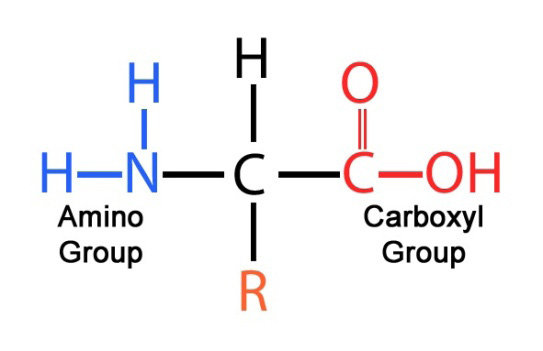 H H O
H N C C OH
Amino Carboxyl
Group Group
R